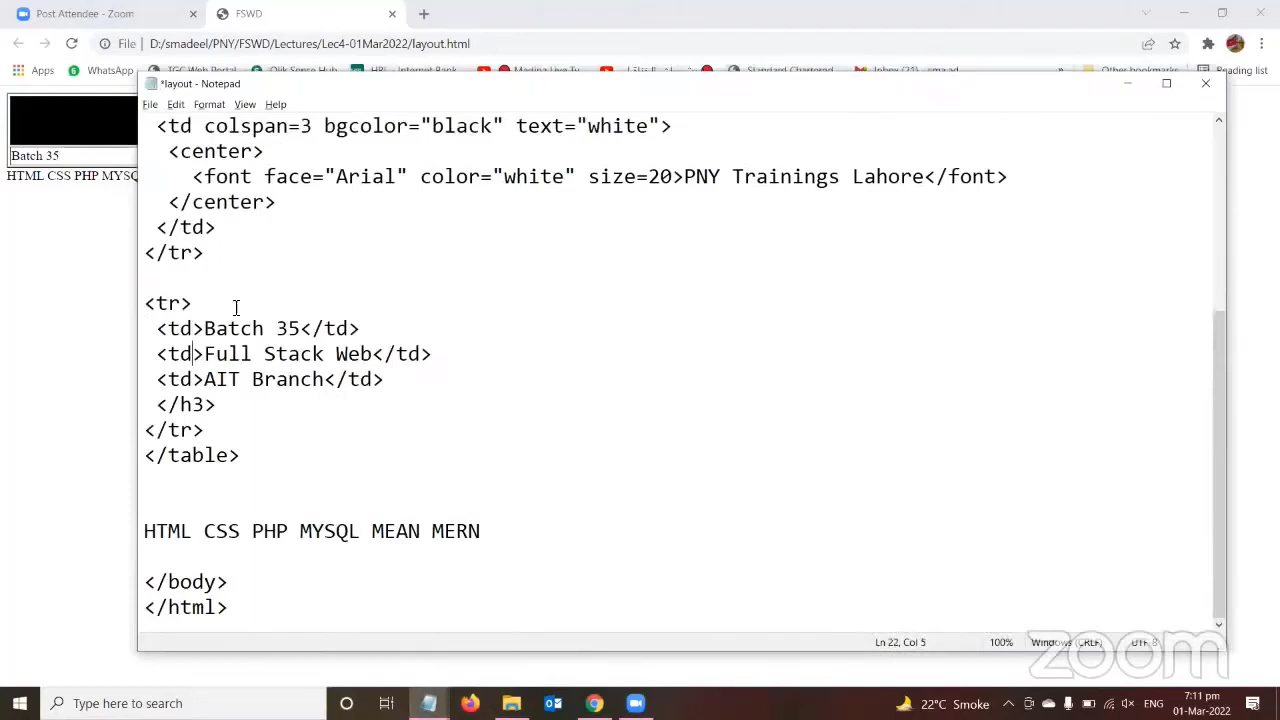 Post Attendee - Zoom
FSWD
File D:/smadeel/PNY/FSWD/Lectures/Lec4-01Mar2022/layout.html
Apps WhatsApp
Other bookmarks Reading list
*layout - Notepad
File Edit Format View Help
<td colspan=3 bgcolor="black" text="white">
<center>
<font face="Arial" color="white" size=20>PNY Trainings Lahore</font>
</center>
</td>
</tr>
<tr>
<td>Batch 35</td>
<td>Full Stack Web</td>
<td>AIT Branch</td>
</h3>
</tr>
</table>
HTML CSS PHP MYSQL MEAN MERN
</body>
</html>
Batch 35
HTML CSS PHP MYSQ
Ln 22, Col 5 100% Windows (CRLF) UTF-8
zoom
Type here to search
22°C Smoke ENG
7:11 pm
01-Mar-2022